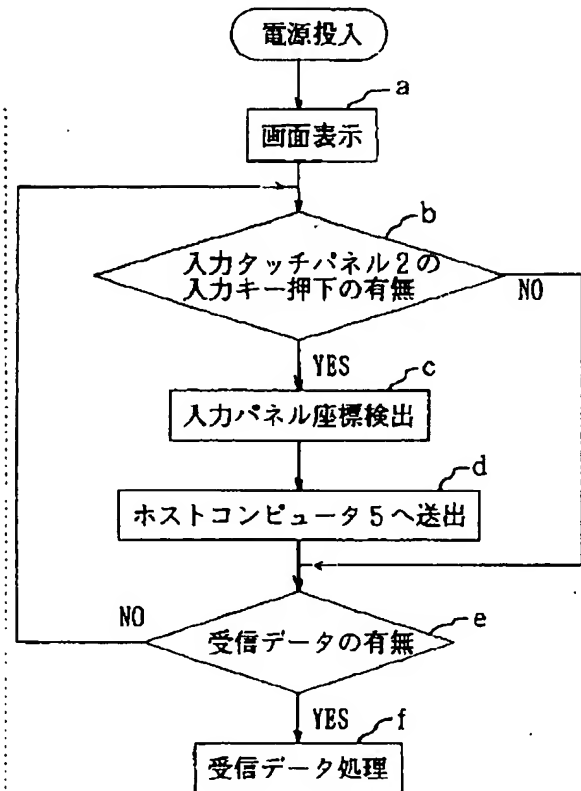 電源投入
a
画面表示
b
入力タッチパネル2の
入力キー押下の有無
NO
YES
c
入力パネル座標検出
d
ホストコンピュータ5へ送出
NO
e
受信データの有無
YES
f
受信データ処理